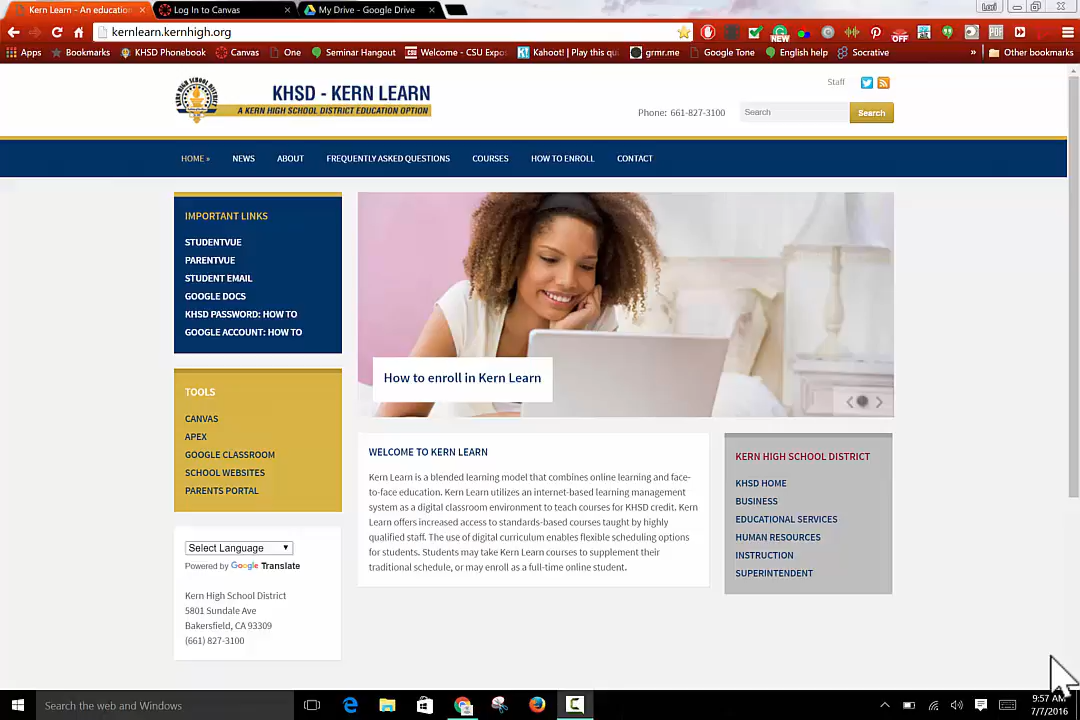 Kern Learn - An education
Log In to Canvas
My Drive - Google Drive
Lori
kernlearn.kernhigh.org
Apps
Bookmarks
KHSD Phonebook
Canvas
One
Seminar Hangout
Welcome - CSU Expo
Kahoot! | Play this qui
grmr.me
Google Tone
English help
Socrative
»
Other bookmarks
KHSD - KERN LEARN
A KERN HIGH SCHOOL DISTRICT EDUCATION OPTION
Staff
Phone: 661-827-3100
Search
Search
HOME »
NEWS
ABOUT
FREQUENTLY ASKED QUESTIONS
COURSES
HOW TO ENROLL
CONTACT
IMPORTANT LINKS
STUDENTVUE
PARENTVUE
STUDENT EMAIL
GOOGLE DOCS
KHSD PASSWORD: HOW TO
GOOGLE ACCOUNT: HOW TO
TOOLS
CANVAS
APEX
GOOGLE CLASSROOM
SCHOOL WEBSITES
PARENTS PORTAL
Select Language
Powered by Google Translate
Kern High School District
5801 Sundale Ave
Bakersfield, CA 93309
(661) 827-3100
How to enroll in Kern Learn
WELCOME TO KERN LEARN
Kern Learn is a blended learning model that combines online learning and face-
to-face education. Kern Learn utilizes an internet-based learning management
system as a digital classroom environment to teach courses for KHSD credit. Kern
Learn offers increased access to standards-based courses taught by highly
qualified staff. The use of digital curriculum enables flexible scheduling options
for students. Students may take Kern Learn courses to supplement their
traditional schedule, or may enroll as a full-time online student.
KERN HIGH SCHOOL DISTRICT
KHSD HOME
BUSINESS
EDUCATIONAL SERVICES
HUMAN RESOURCES
INSTRUCTION
SUPERINTENDENT
Search the web and Windows
9:57 AM
7/7/2016